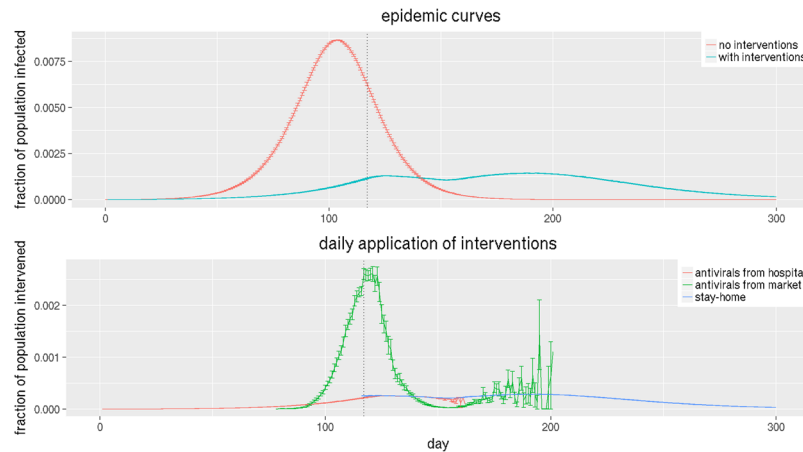 epidemic curves
fraction of population infected
0.0075
0.0050
0.0025
0.0000
0
100
200
300
no interventions
with interventions
daily application of interventions
fraction of population intervened
0.002
0.001
0.000
0
100
200
300
day
antivirals from hospita
antivirals from market
stay-home